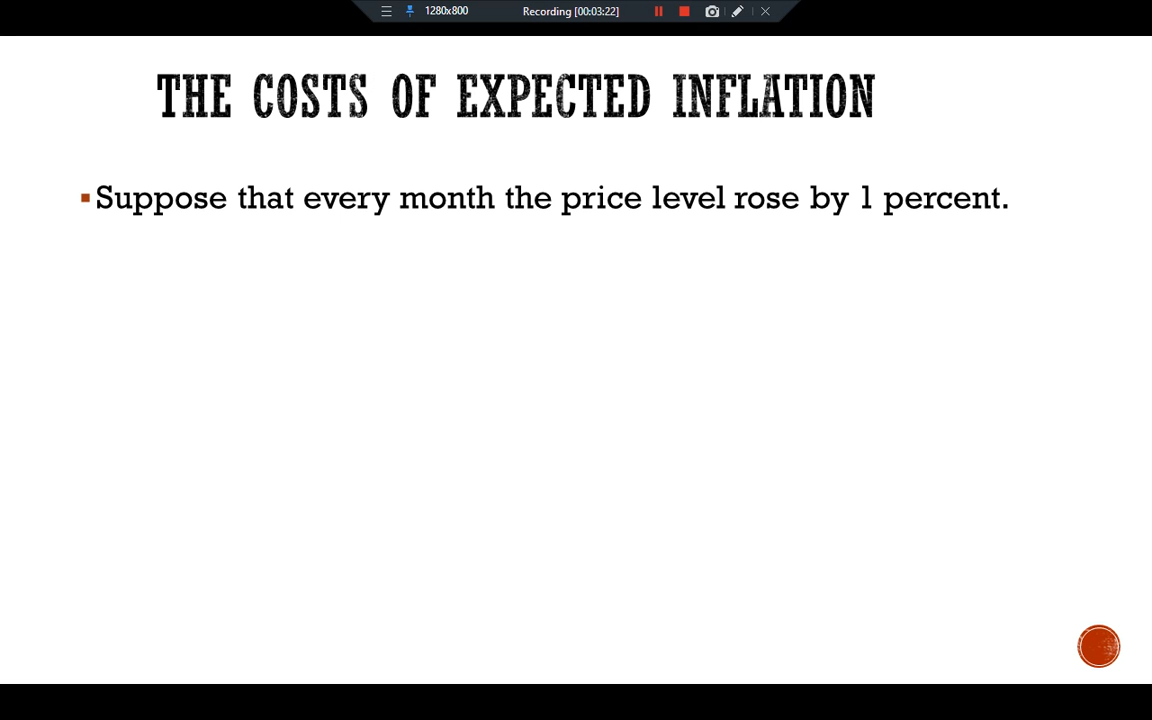 1280x800 Recording [00:03:22]
THE COSTS OF EXPECTED INFLATION
Suppose that every month the price level rose by 1 percent.